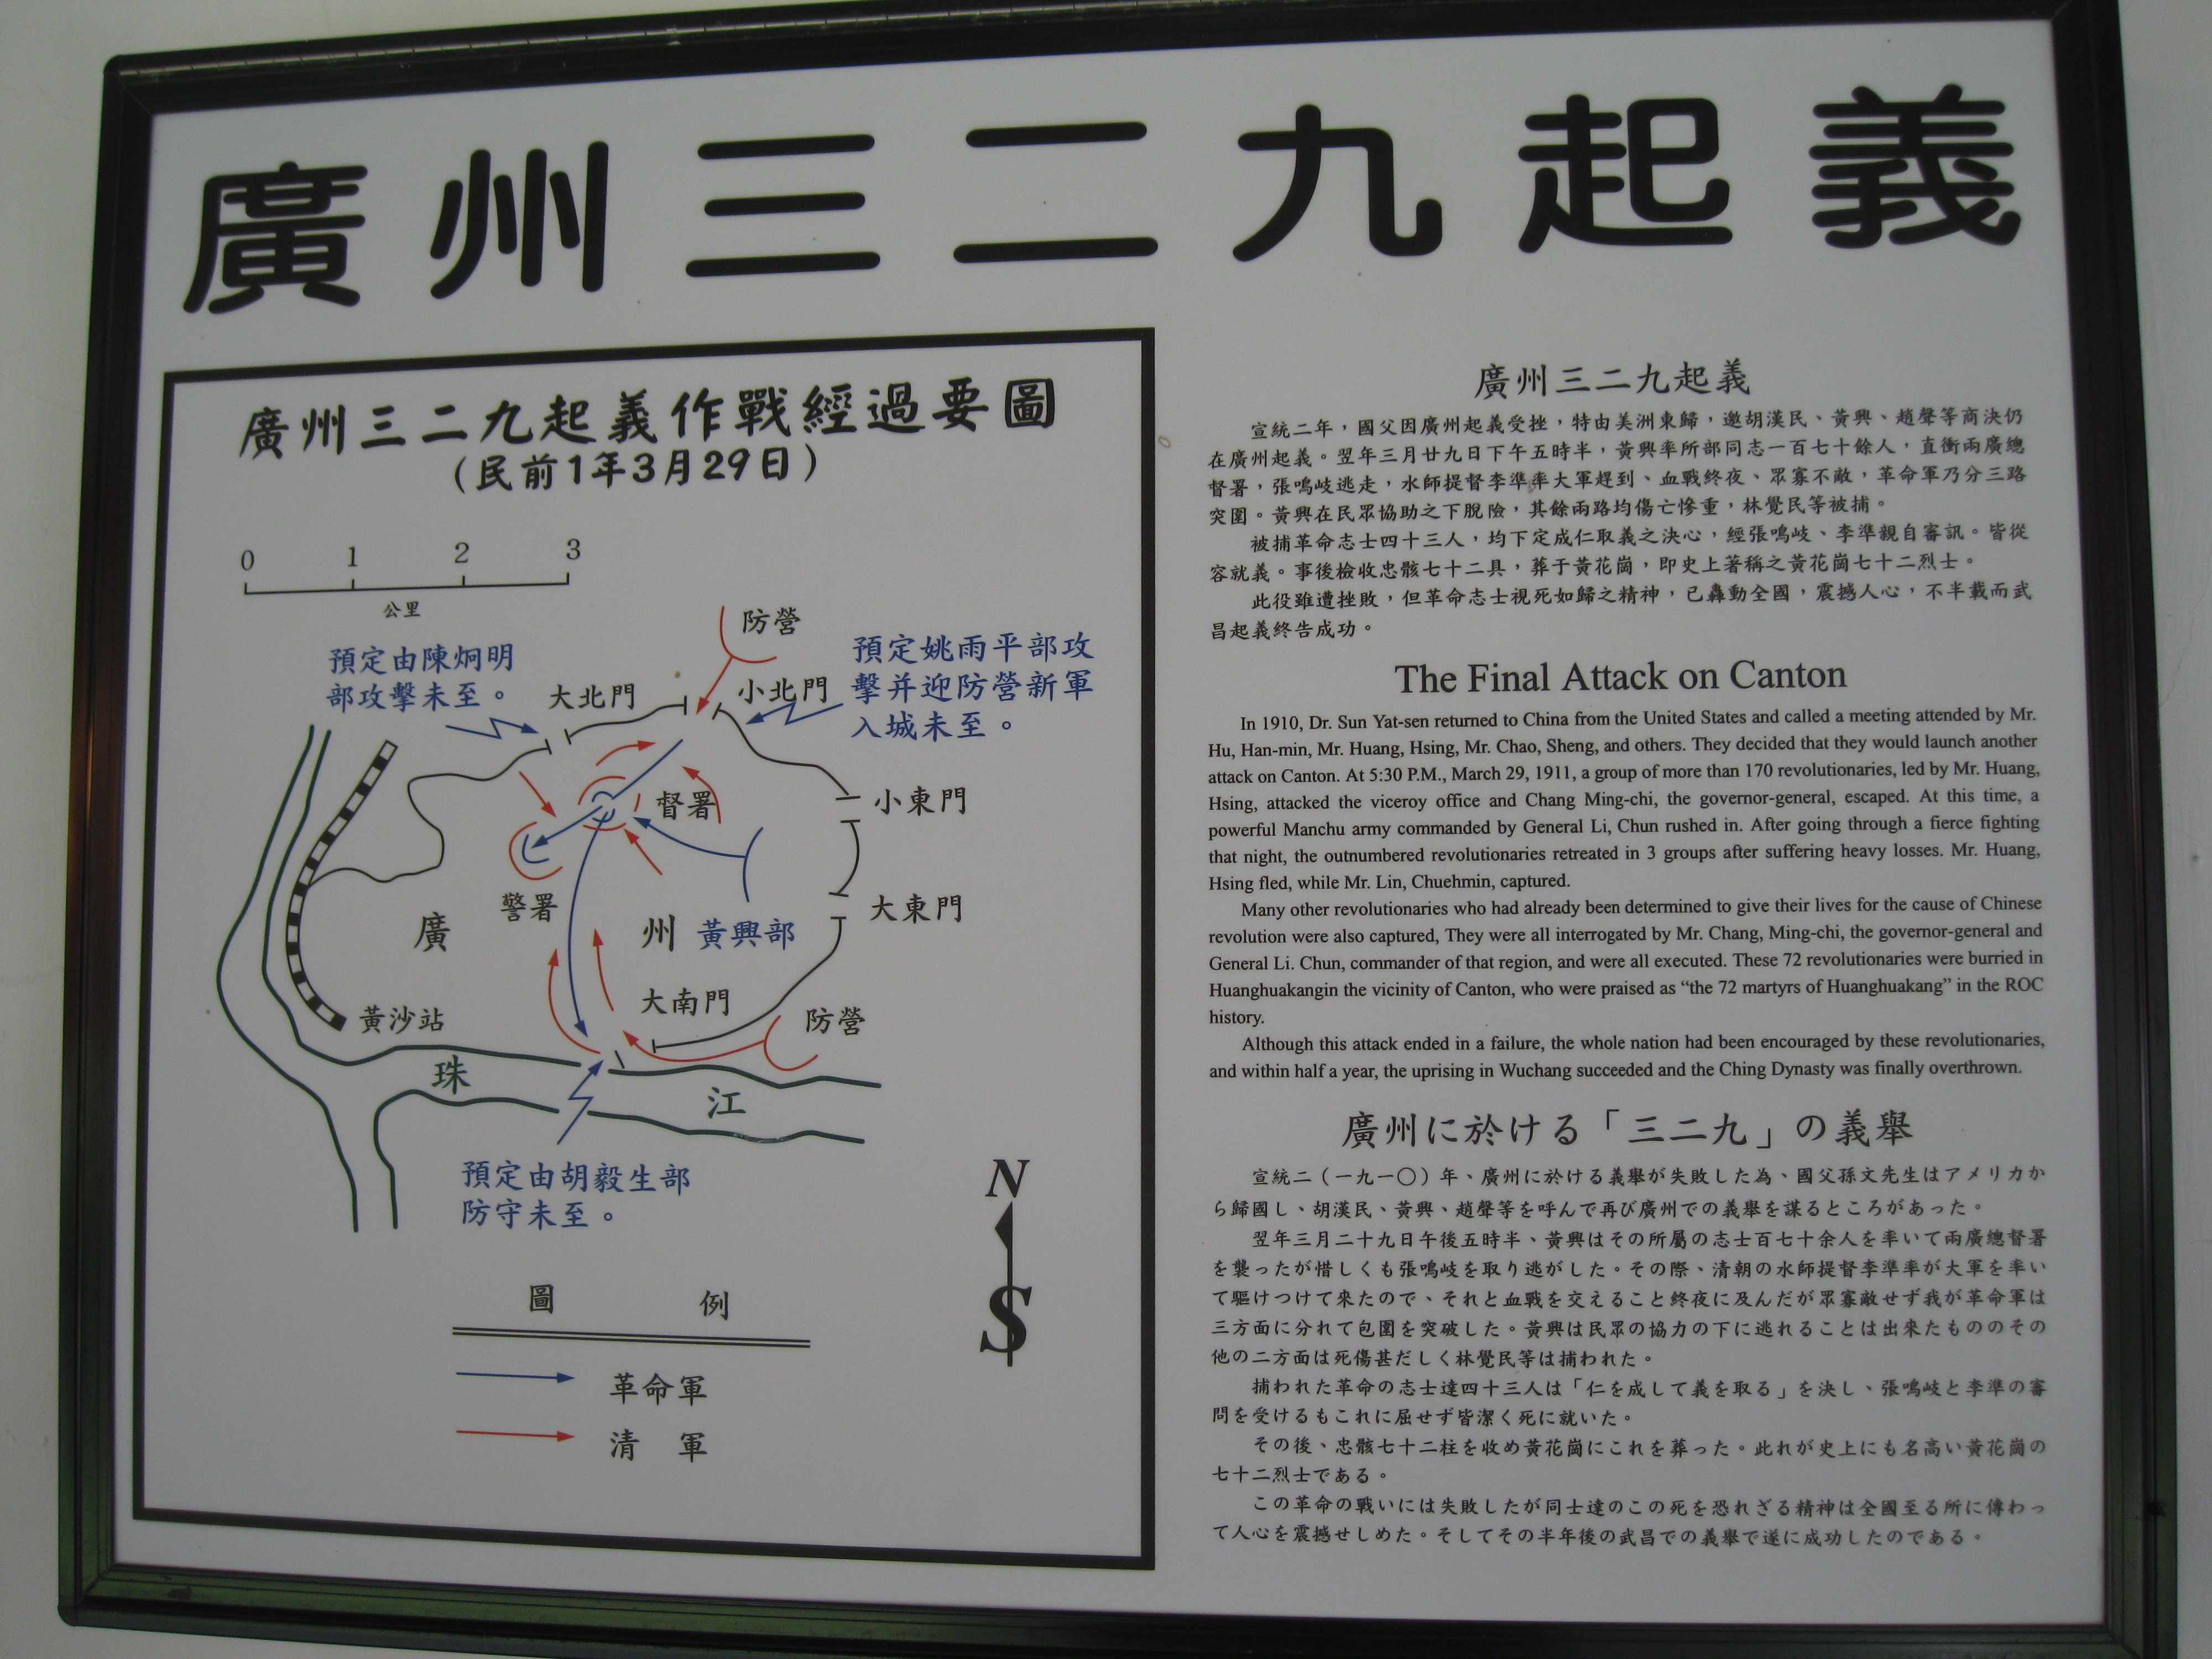 廣州三二九起義
廣州三二九起義作戰經過要圖
(民前1年3月29日)
0 1 2 3
公里
防營
預定由陳炯明
部攻擊未至。
大北門
小北門
預定姚雨平部攻
擊并迎防營新軍
入城未至。
督署
小東門
警署
大東門
廣
州
黃興部
大南門
黃沙站
防營
珠
江
預定由胡毅生部
防守未至。
N
S
圖 例
革命軍
清 軍
廣州三二九起義
宣統二年，國父因廣州起義受挫，特由美洲東歸，邀胡漢民、黃興、趙聲等商決仍
在廣州起義。翌年三月廿九日下午五時半，黃興率所部同志一百七十餘人，直衝兩廣總
督署，張鳴岐逃走，水師提督李準率大軍趕到、血戰終夜、眾寡不敵，革命軍乃分三路
突圍。黃興在民眾協助之下脫險，其餘兩路均傷亡慘重，林覺民等被捕。
被捕革命志士四十三人，均下定成仁取義之決心，經張鳴岐、李準親自審訊。皆從
容就義。事後檢收忠骸七十二具，葬于黃花崗，即史上著稱之黃花崗七十二烈士。
此役雖遭挫敗，但革命志士視死如歸之精神，已轟動全國，震撼人心，不半載而武
昌起義終告成功。
The Final Attack on Canton
In 1910, Dr. Sun Yat-sen returned to China from the United States and called a meeting attended by Mr.
Hu, Han-min, Mr. Huang, Hsing, Mr. Chao, Sheng, and others. They decided that they would launch another
attack on Canton. At 5:30 P.M., March 29, 1911, a group of more than 170 revolutionaries, led by Mr. Huang,
Hsing, attacked the viceroy office and Chang Ming-chi, the governor-general, escaped. At this time, a
powerful Manchu army commanded by General Li, Chun rushed in. After going through a fierce fighting
that night, the outnumbered revolutionaries retreated in 3 groups after suffering heavy losses. Mr. Huang,
Hsing fled, while Mr. Lin, Chuehmin, captured.
Many other revolutionaries who had already been determined to give their lives for the cause of Chinese
revolution were also captured, They were all interrogated by Mr. Chang, Ming-chi, the governor-general and
General Li. Chun, commander of that region, and were all executed. These 72 revolutionaries were burried in
Huanghuakangin the vicinity of Canton, who were praised as “the 72 martyrs of Huanghuakang” in the ROC
history.
Although this attack ended in a failure, the whole nation had been encouraged by these revolutionaries,
and within half a year, the uprising in Wuchang succeeded and the Ching Dynasty was finally overthrown.
廣州に於ける「三二九」の義舉
宣統二（一九一〇）年、廣州に於ける義舉が失敗した為、國父孫文先生はアメリカか
ら歸國し、胡漢民、黃興、趙聲等を呼んで再び廣州での義舉を謀るところがあった。
翌年三月二十九日午後五時半、黃興はその所屬の志士百七十余人を率いて兩廣總督署
を襲ったが惜しくも張鳴岐を取り逃がした。その際、清朝の水師提督李準率が大軍を率い
て驅けつけて來たので、それと血戰を交えること終夜に及んだが眾寡敵せず我が革命軍は
三方面に分れて包圍を突破した。黃興は民眾の協力の下に逃れることは出來たもののその
他の二方面は死傷甚だしく林覺民等は捕われた。
捕われた革命の志士達四十三人は「仁を成して義を取る」を決し、張鳴岐と李準の審
問を受けるもこれに屈せず皆潔く死に就いた。
その後、忠骸七十二柱を收め黃花崗にこれを葬った。此れが史上にも名高い黃花崗の
七十二烈士である。
この革命の戰いには失敗したが同士達のこの死を恐れざる精神は全國至る所に傳わっ
て人心を震撼せしめた。そしてその半年後の武昌での義舉で遂に成功したのである。